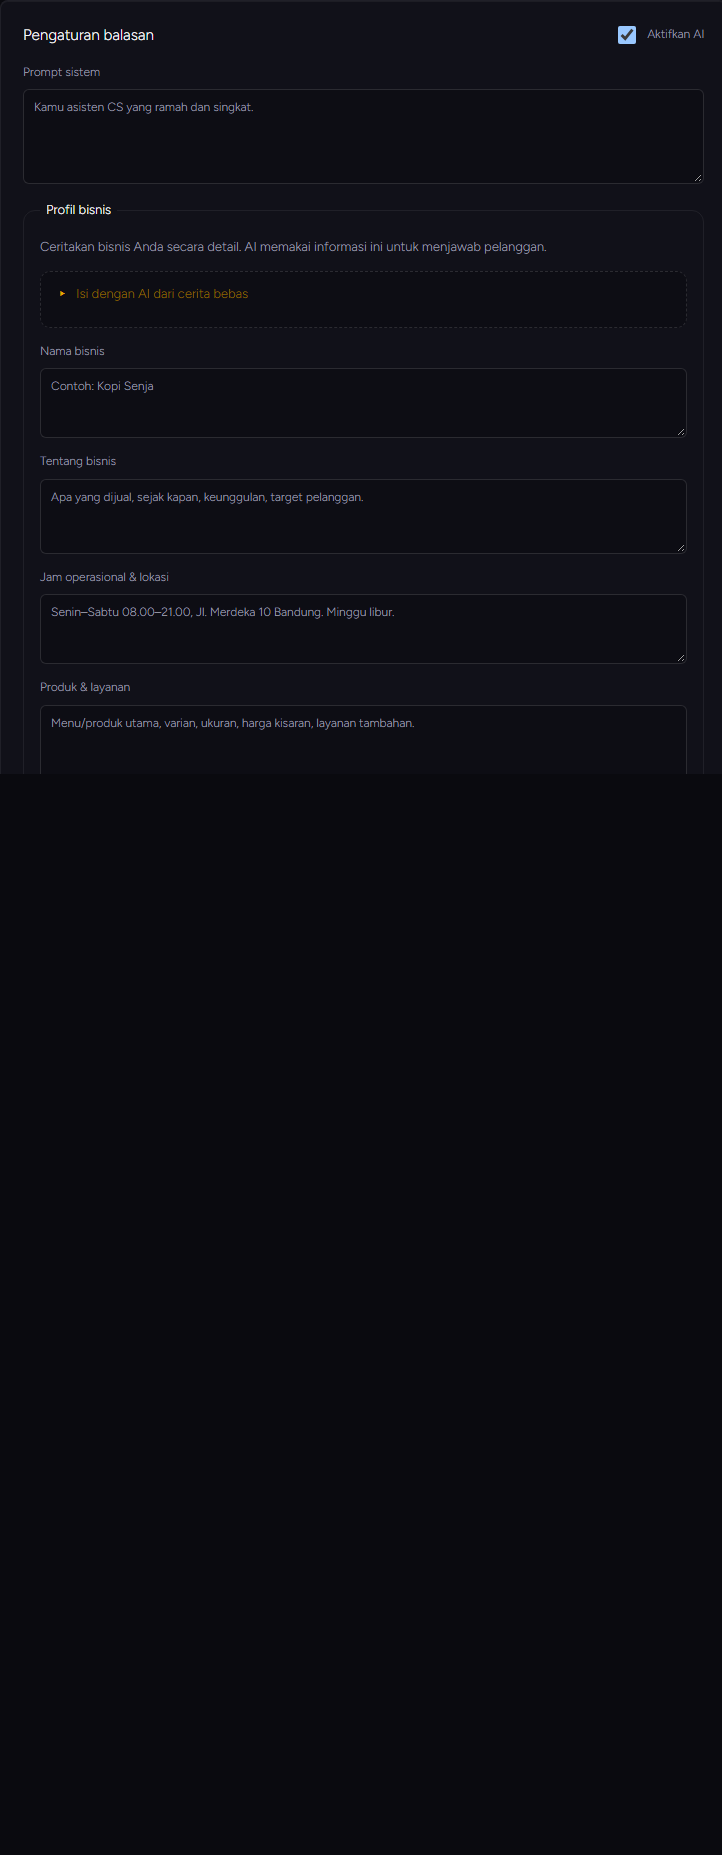 Pengaturan balasan
Aktifkan AI
Prompt sistem
Kamu asisten CS yang ramah dan singkat.
Profil bisnis
Ceritakan bisnis Anda secara detail. AI memakai informasi ini untuk menjawab pelanggan.
Isi dengan AI dari cerita bebas
Nama bisnis
Contoh: Kopi Senja
Tentang bisnis
Apa yang dijual, sejak kapan, keunggulan, target pelanggan.
Jam operasional & lokasi
Senin–Sabtu 08.00–21.00, Jl. Merdeka 10 Bandung. Minggu libur.
Produk & layanan
Menu/produk utama, varian, ukuran, harga kisaran, layanan tambahan.